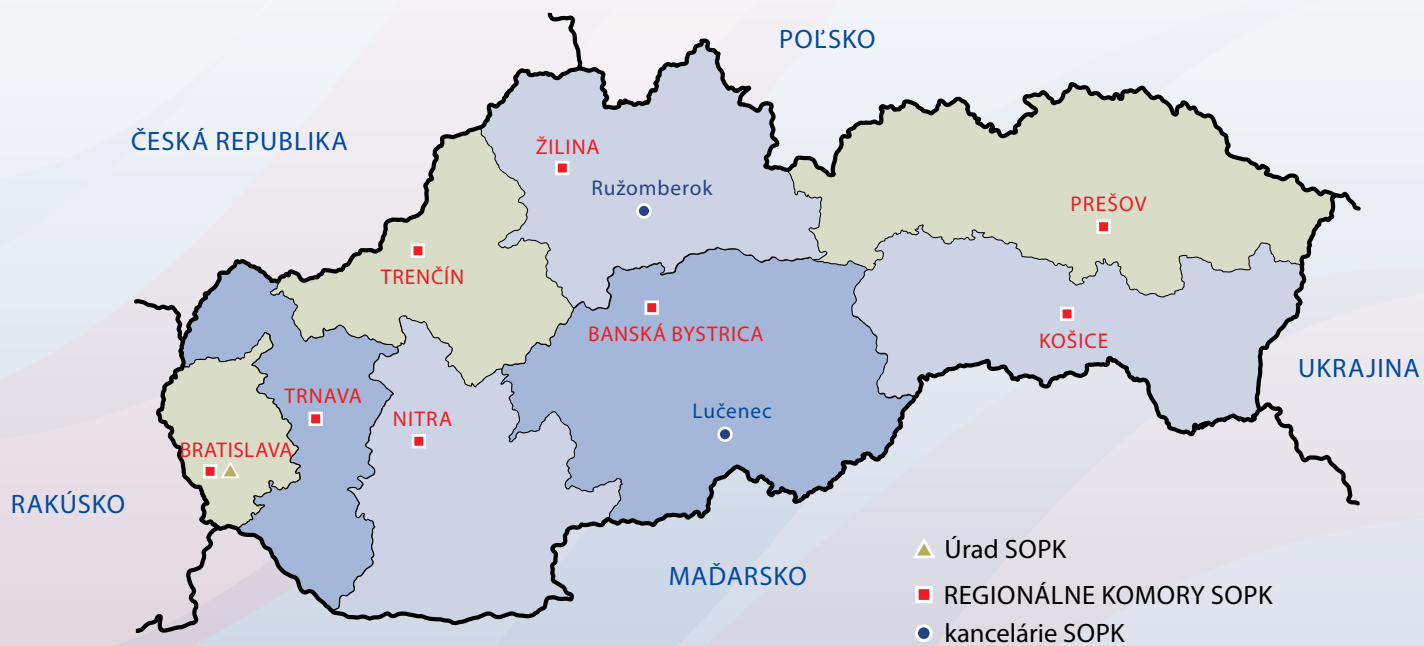 POĽSKO
ČESKÁ REPUBLIKA
ŽILINA
Ružomberok
PREŠOV
TRENČÍN
BANSKÁ BYSTRICA
KOŠICE
UKRAJINA
TRNAVA
NITRA
Lučenec
BRATISLAVA
RAKÚSKO
MAĎARSKO
Úrad SOPK
REGIONÁLNE KOMORY SOPK
kancelárie SOPK